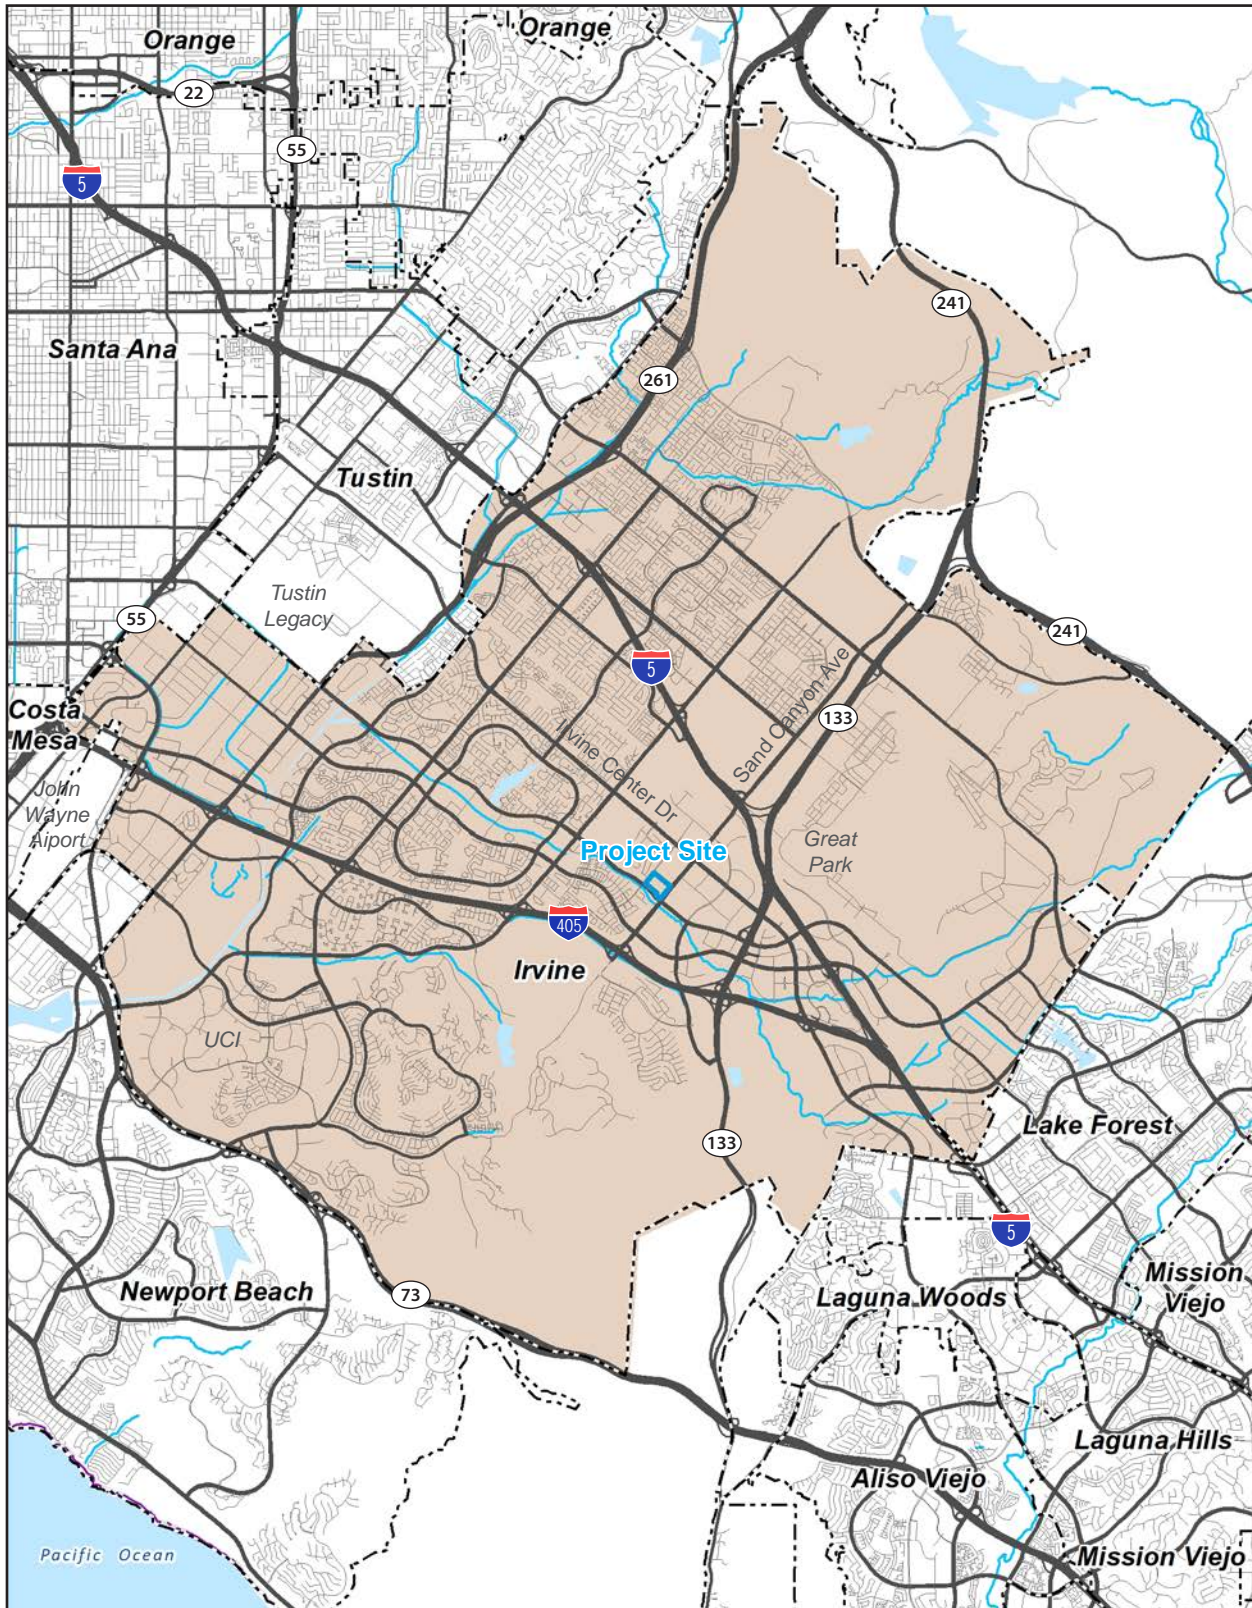 Orange
Orange
22
55
5
241
Santa Ana
261
Tustin
Tustin
Legacy
55
241
5
Sand Canyon Ave
Costa
Mesa
133
Irvine Center Dr
John
Wayne
Aiport
Great
Park
Project Site
405
Irvine
UCI
Lake Forest
133
5
Newport Beach
73
Laguna Woods
Mission
Viejo
Laguna Hills
Aliso Viejo
Pacific Ocean
Mission Viejo